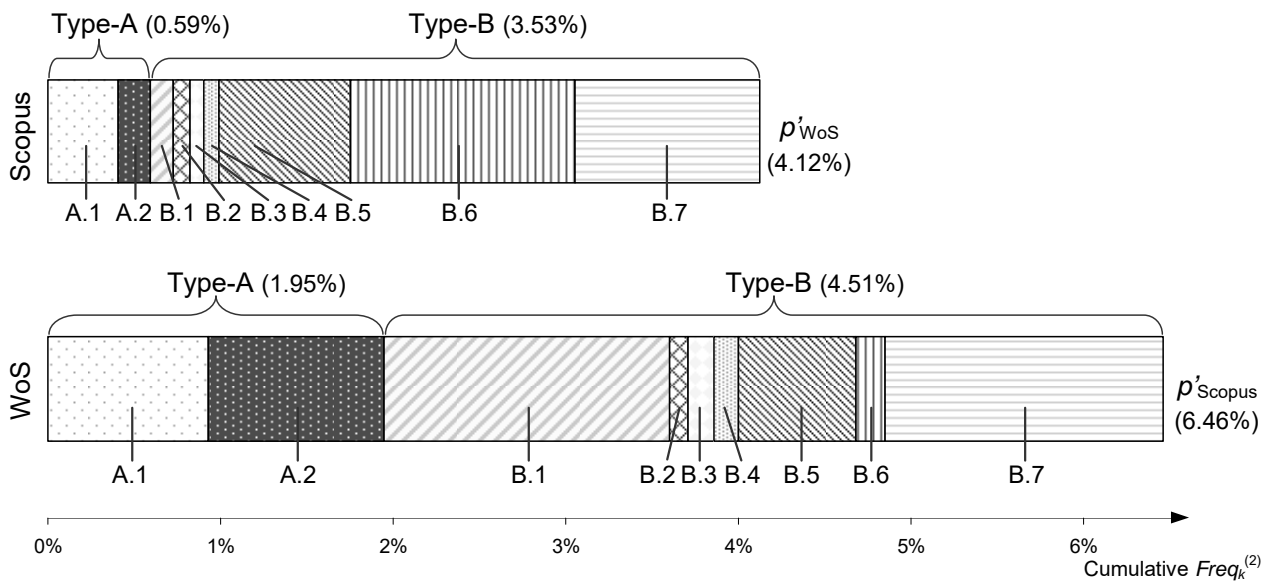 Type-A (0.59%) Type-B (3.53%)
Scopus
p'WoS
(4.12%)
A.1 A.2 B.1 B.2 B.3 B.4 B.5 B.6 B.7
Type-A (1.95%) Type-B (4.51%)
WoS
p'Scopus
(6.46%)
A.1 A.2 B.1 B.2 B.3 B.4 B.5 B.6 B.7
0% 1% 2% 3% 4% 5% 6%
Cumulative Freqk(2)